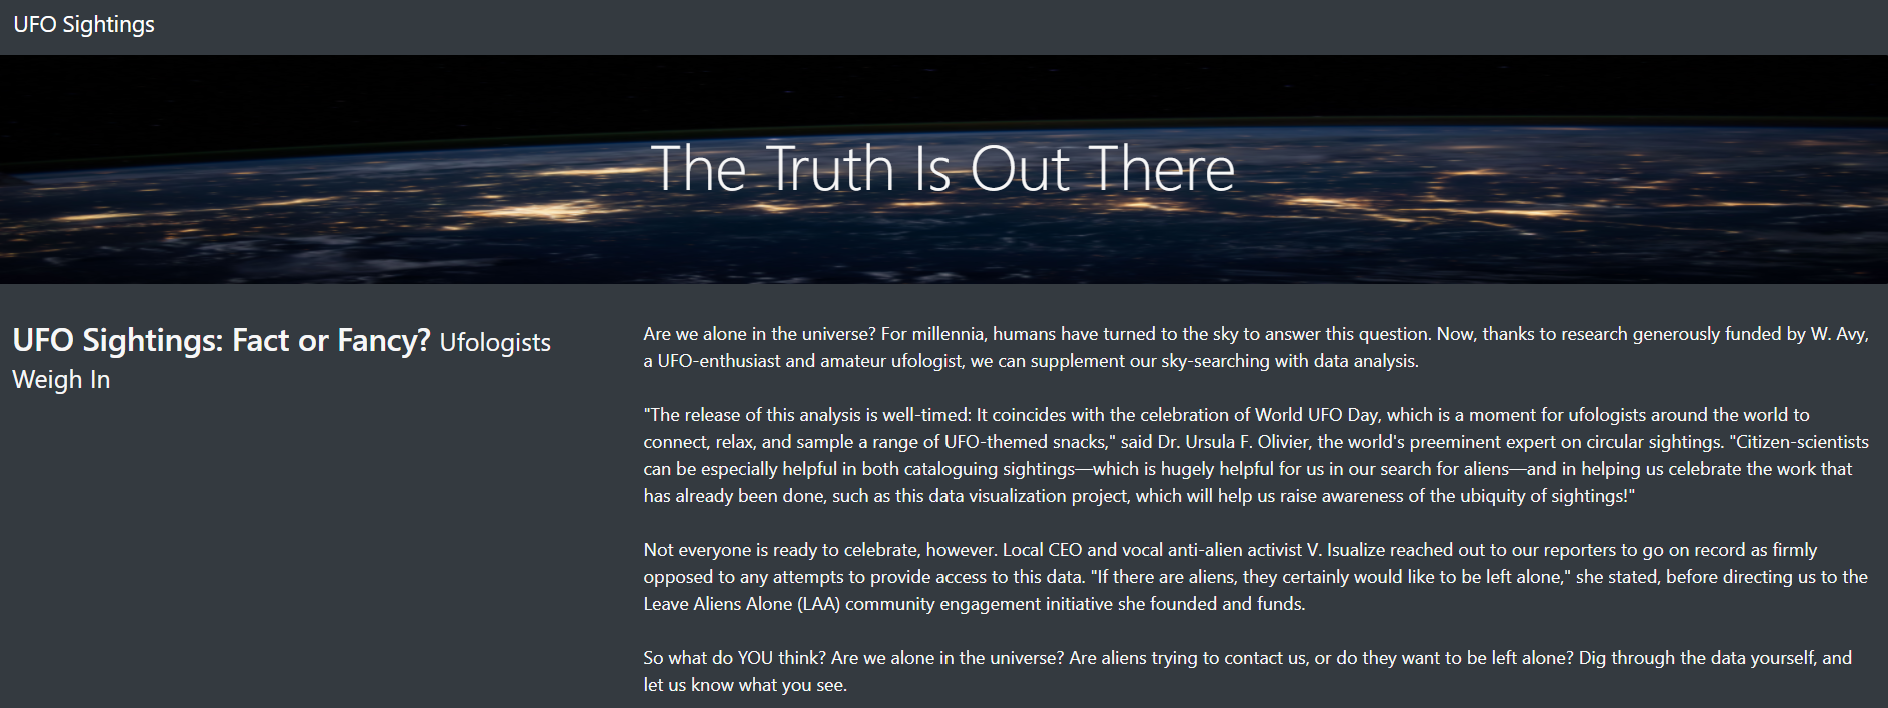 UFO Sightings
The Truth Is Out There
UFO Sightings: Fact or Fancy? Ufologists
Weigh In
Are we alone in the universe? For millennia, humans have turned to the sky to answer this question. Now, thanks to research generously funded by W. Avy,
a UFO-enthusiast and amateur ufologist, we can supplement our sky-searching with data analysis.
"The release of this analysis is well-timed: It coincides with the celebration of World UFO Day, which is a moment for ufologists around the world to
connect, relax, and sample a range of UFO-themed snacks," said Dr. Ursula F. Olivier, the world's preeminent expert on circular sightings. "Citizen-scientists
can be especially helpful in both cataloguing sightings—which is hugely helpful for us in our search for aliens—and in helping us celebrate the work that
has already been done, such as this data visualization project, which will help us raise awareness of the ubiquity of sightings!"
Not everyone is ready to celebrate, however. Local CEO and vocal anti-alien activist V. Isualize reached out to our reporters to go on record as firmly
opposed to any attempts to provide access to this data. "If there are aliens, they certainly would like to be left alone," she stated, before directing us to the
Leave Aliens Alone (LAA) community engagement initiative she founded and funds.
So what do YOU think? Are we alone in the universe? Are aliens trying to contact us, or do they want to be left alone? Dig through the data yourself, and
let us know what you see.